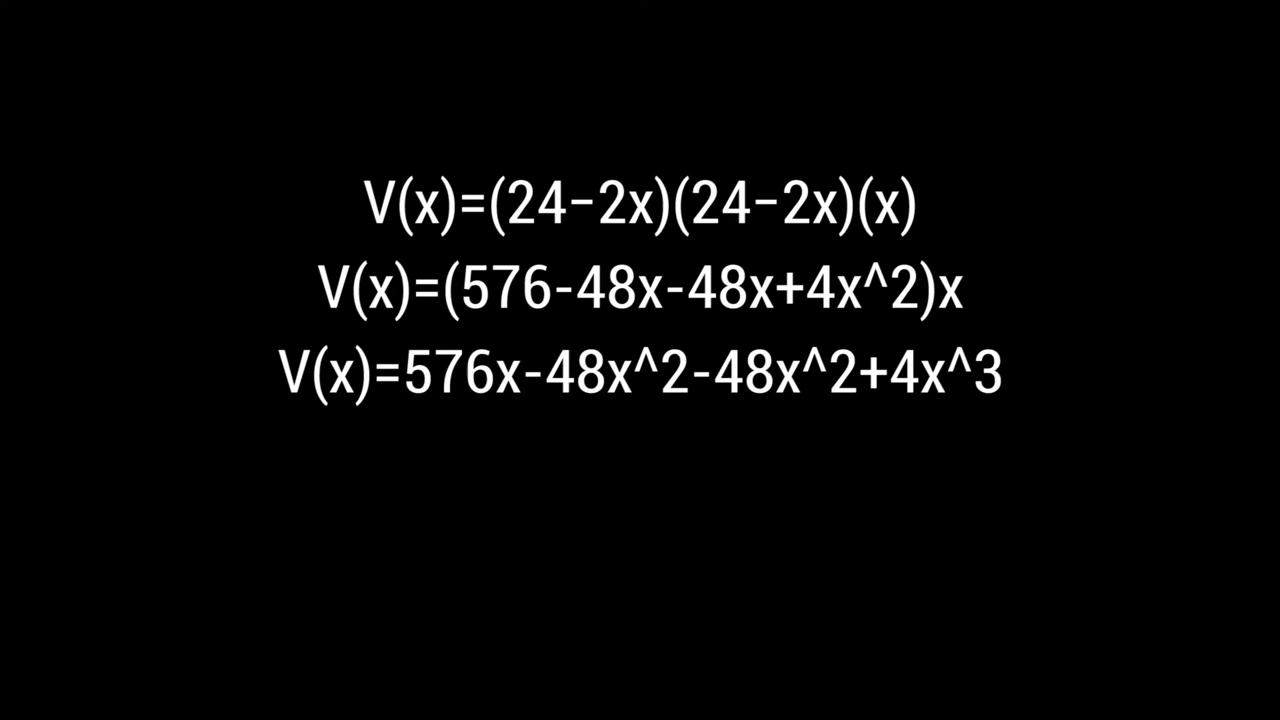 V(x)=(24−2x)(24−2x)(x)
V(x)=(576-48x-48x+4x^2)x
V(x)=576x-48x^2-48x^2+4x^3